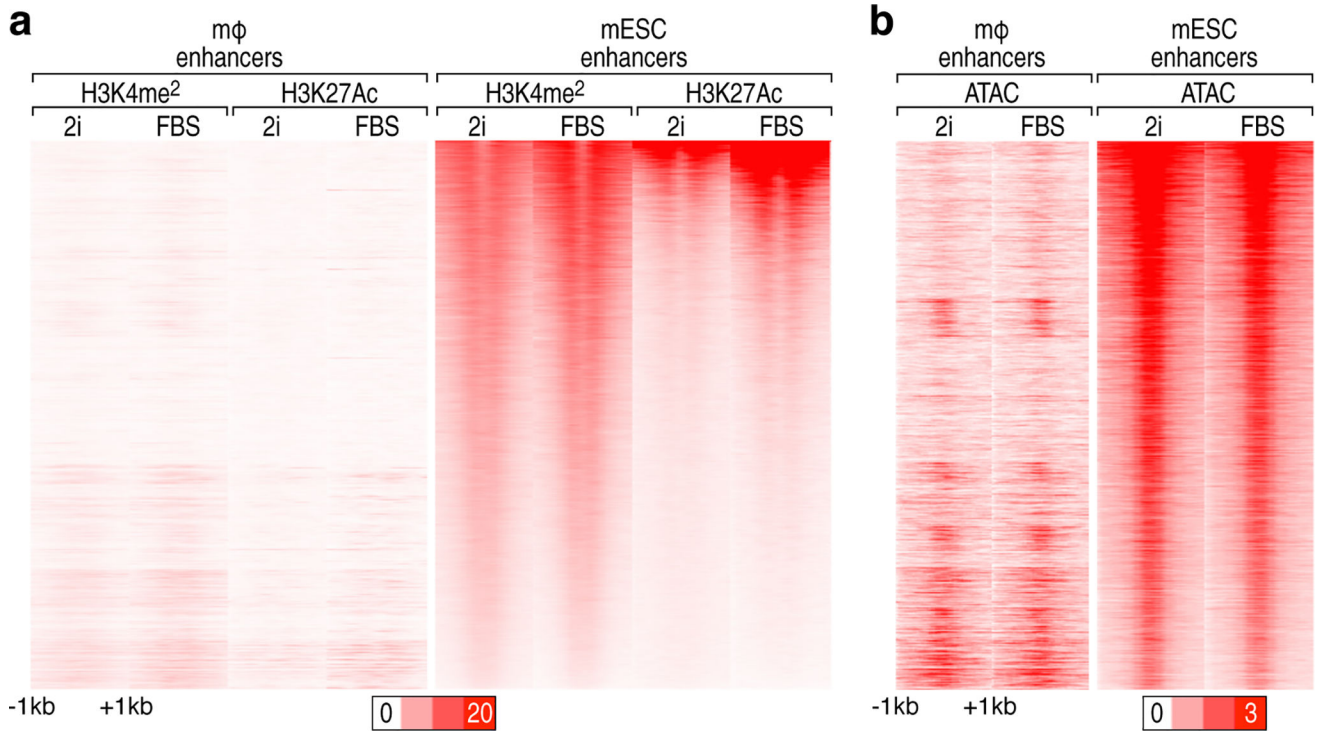 a
mϕ
enhancers
mESC
enhancers
H3K4me2
H3K27Ac
H3K4me2
H3K27Ac
2i
FBS
2i
FBS
2i
FBS
2i
FBS
-1kb
+1kb
0
20
b
mϕ
enhancers
mESC
enhancers
ATAC
ATAC
2i
FBS
2i
FBS
-1kb
+1kb
0
3